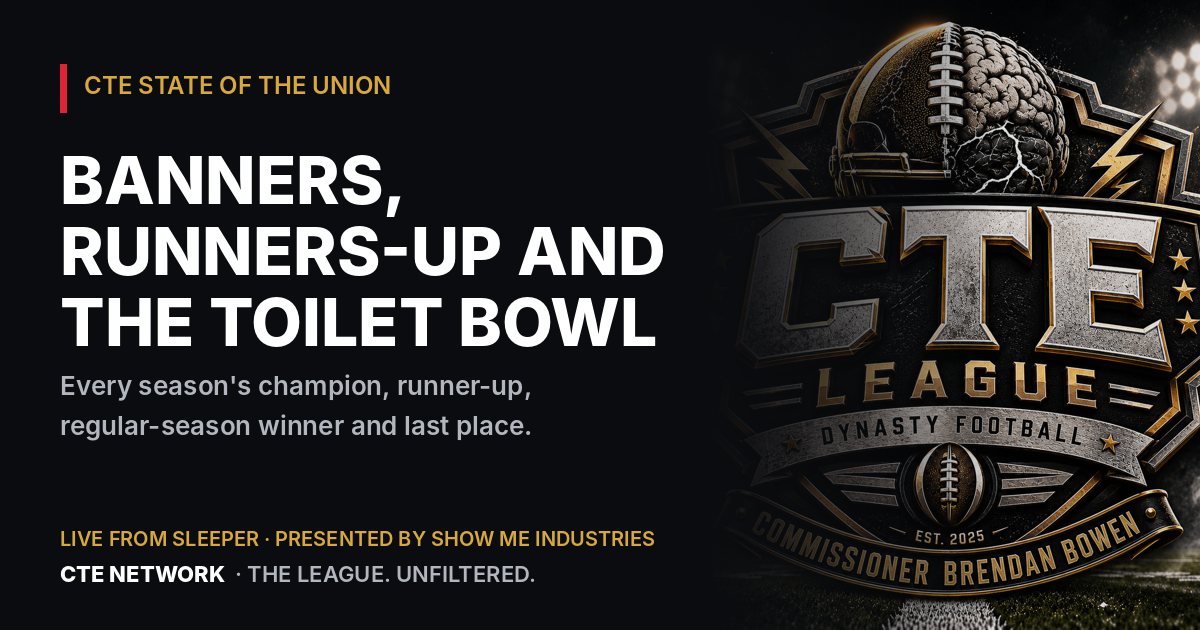 CTE STATE OF THE UNION
BANNERS,
RUNNERS-UP AND
THE TOILET BOWL
Every season's champion, runner-up,
regular-season winner and last place.
LIVE FROM SLEEPER · PRESENTED BY SHOW ME INDUSTRIES
CTE NETWORK · THE LEAGUE. UNFILTERED.
CTE
LEAGUE
DYNASTY FOOTBALL
EST. 2025
COMMISSIONER BRENDAN BOWEN